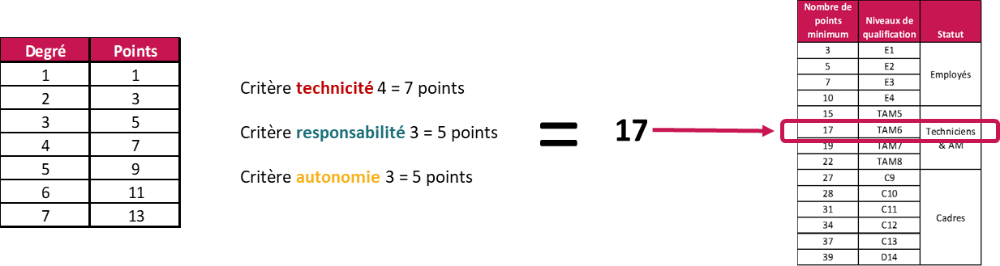 Degré Points
1 1
2 3
3 5
4 7
5 9
6 11
7 13
Critère technicité 4 = 7 points
Critère responsabilité 3 = 5 points
Critère autonomie 3 = 5 points
= 17
Nombre de
points
minimum
Niveaux de
qualification
Statut
3 E1
5 E2
7 E3
10 E4
Employés
15 TAM5
17 TAM6
19 TAM7
22 TAM8
Techniciens
& AM
27 C9
28 C10
31 C11
34 C12
37 C13
39 D14
Cadres